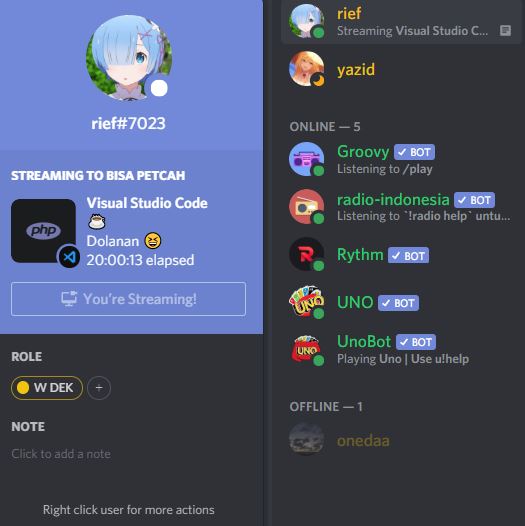 rief#7023
STREAMING TO BISA PETCAH
php
Visual Studio Code
☕
Dolanan 😆
20:00:13 elapsed
You're Streaming!
ROLE
W DEK +
NOTE
Click to add a note
Right click user for more actions
rief
Streaming Visual Studio C...
yazid
ONLINE — 5
Groovy ✓ BOT
Listening to /play
radio-indonesia ✓ BOT
Listening to `!radio help` untu...
Rythm ✓ BOT
UNO
UNO ✓ BOT
UNO
UnoBot ✓ BOT
Playing Uno | Use u!help
OFFLINE — 1
onedaa